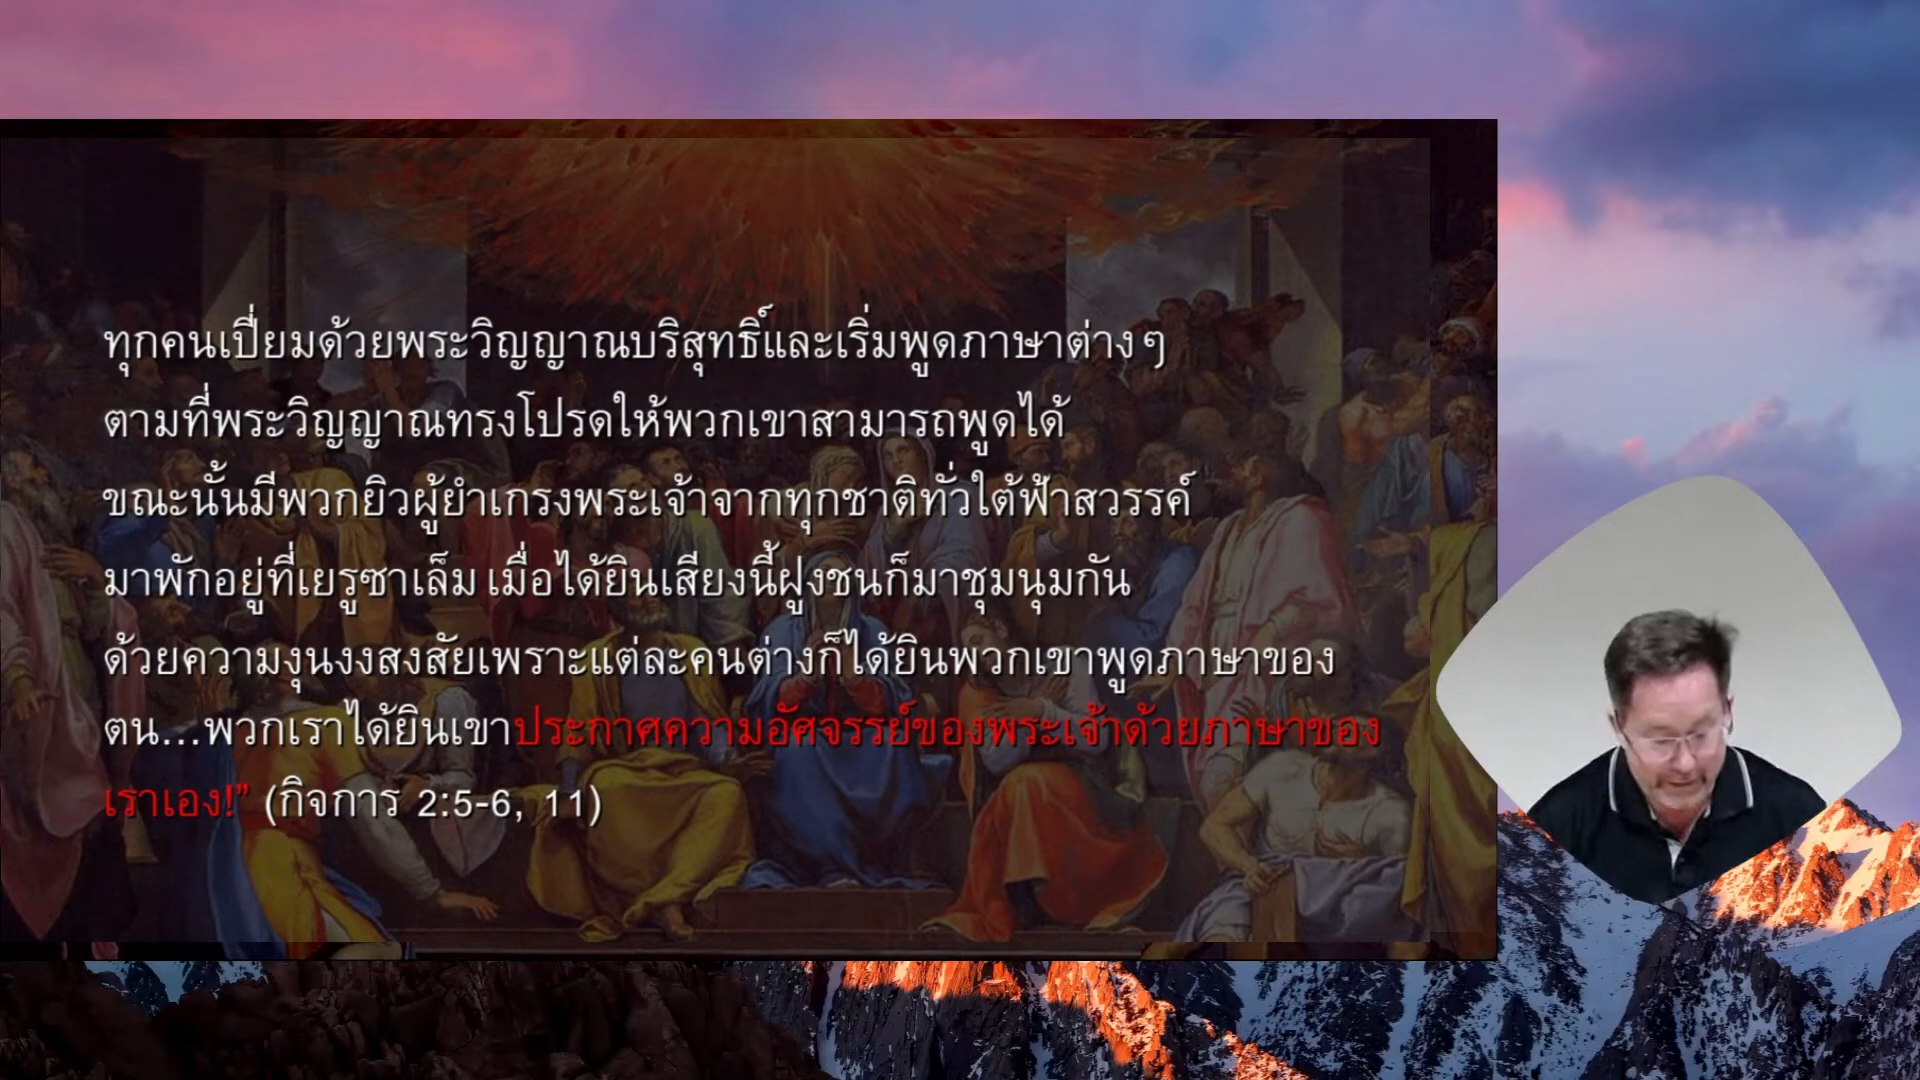 ทุกคนเปี่ยมด้วยพระวิญญาณบริสุทธิ์และเริ่มพูดภาษาต่างๆ
ตามที่พระวิญญาณทรงโปรดให้พวกเขาสามารถพูดได้
ขณะนั้นมีพวกยิวผู้ยำเกรงพระเจ้าจากทุกชาติทั่วใต้ฟ้าสวรรค์
มาพักอยู่ที่เยรูซาเล็ม เมื่อได้ยินเสียงนี้ฝูงชนก็มาชุมนุมกัน
ด้วยความงุนงงสงสัยเพราะแต่ละคนต่างก็ได้ยินพวกเขาพูดภาษาของ
ตน...พวกเราได้ยินเขาประกาศความอัศจรรย์ของพระเจ้าด้วยภาษาของ
เราเอง!” (กิจการ 2:5-6, 11)